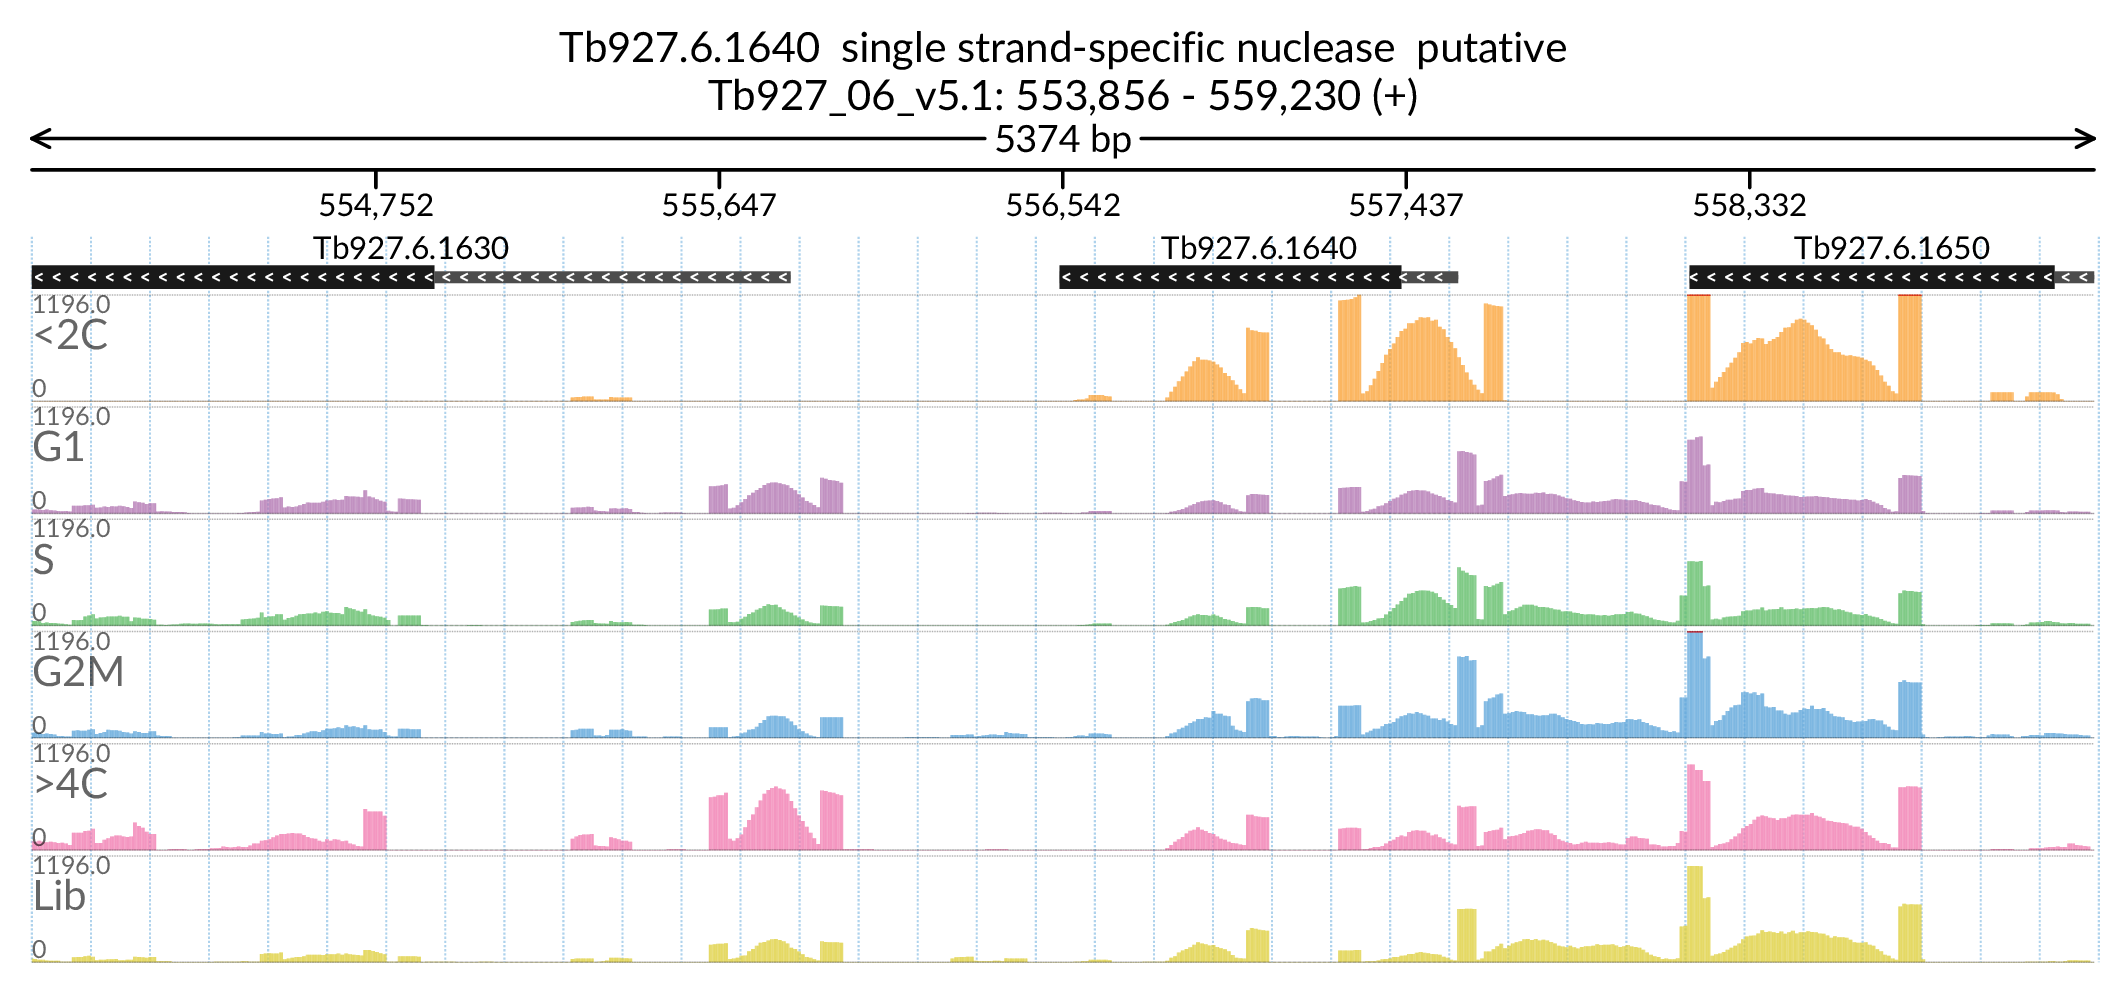 Tb927.6.1640 single strand-specific nuclease putative
Tb927_06_v5.1: 553,856 - 559,230 (+)
5374 bp
554,752 555,647 556,542 557,437 558,332
Tb927.6.1630 Tb927.6.1640 Tb927.6.1650
1196.0
<2C
0
1196.0
G1
0
1196.0
S
0
1196.0
G2M
0
1196.0
>4C
0
1196.0
Lib
0